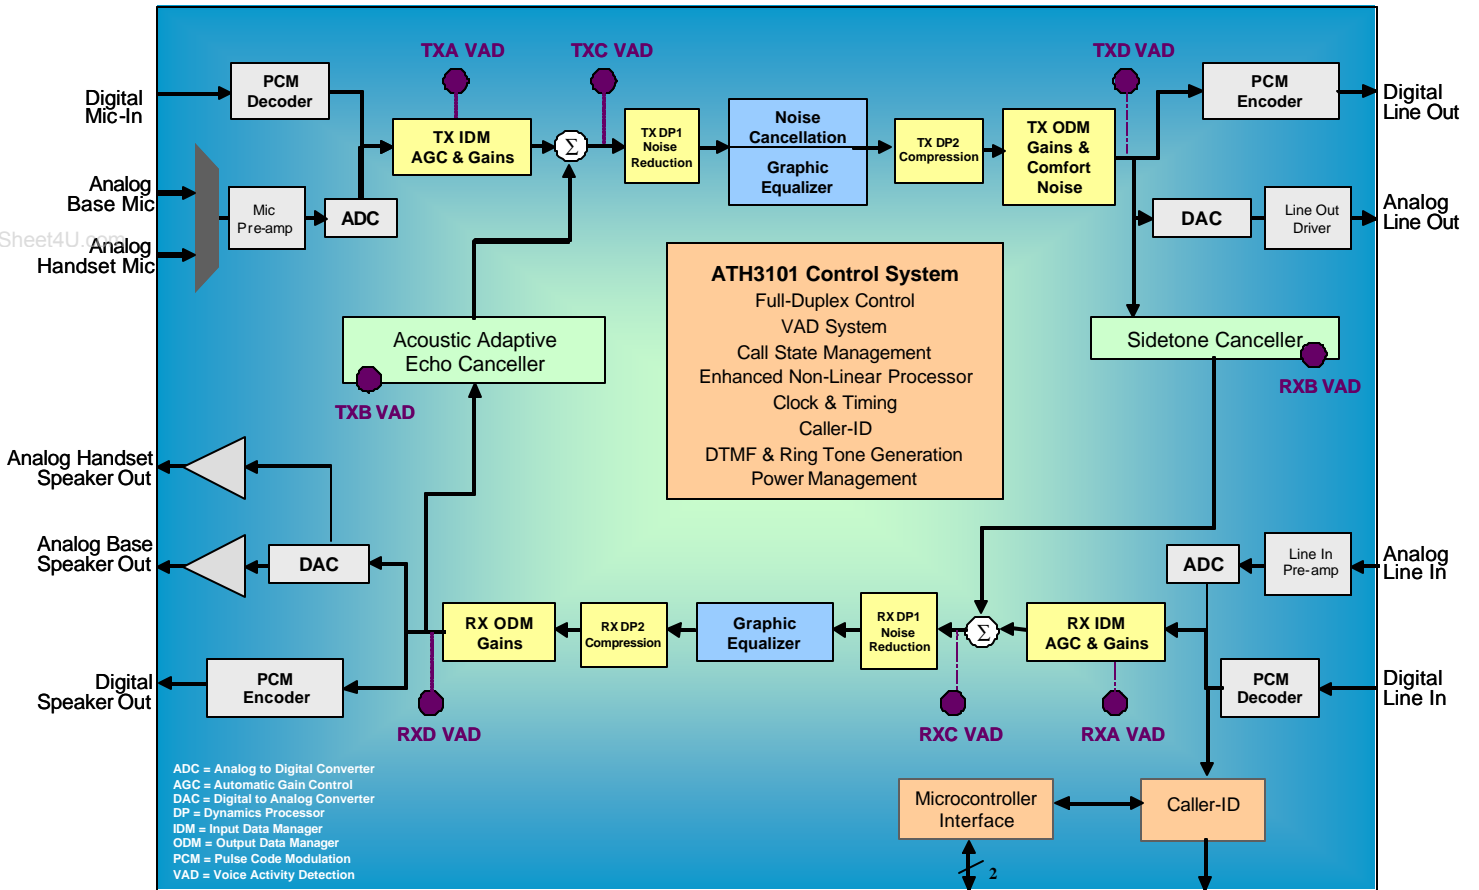 TXA VAD
TXC VAD
TXD VAD
Digital
Mic-In
PCM
Decoder
TX IDM
AGC & Gains
Σ
TX DP1
Noise
Reduction
Noise
Cancellation
Graphic
Equalizer
TX DP2
Compression
TX ODM
Gains &
Comfort
Noise
PCM
Encoder
Digital
Line Out
Analog
Base Mic
Mic
Pre-amp
ADC
DAC
Line Out
Driver
Analog
Line Out
Sheet4U.com
Analog
Handset Mic
ATH3101 Control System
Full-Duplex Control
VAD System
Call State Management
Enhanced Non-Linear Processor
Clock & Timing
Caller-ID
DTMF & Ring Tone Generation
Power Management
Acoustic Adaptive
Echo Canceller
TXB VAD
Sidetone Canceller
RXB VAD
Analog Handset
Speaker Out
Analog Base
Speaker Out
DAC
ADC
Line In
Pre-amp
Analog
Line In
RX ODM
Gains
RX DP2
Compression
Graphic
Equalizer
RX DP1
Noise
Reduction
Σ
RX IDM
AGC & Gains
Digital
Speaker Out
PCM
Encoder
PCM
Decoder
Digital
Line In
RXD VAD
RXC VAD
RXA VAD
ADC = Analog to Digital Converter
AGC = Automatic Gain Control
DAC = Digital to Analog Converter
DP = Dynamics Processor
IDM = Input Data Manager
ODM = Output Data Manager
PCM = Pulse Code Modulation
VAD = Voice Activity Detection
Microcontroller
Interface
Caller-ID
2